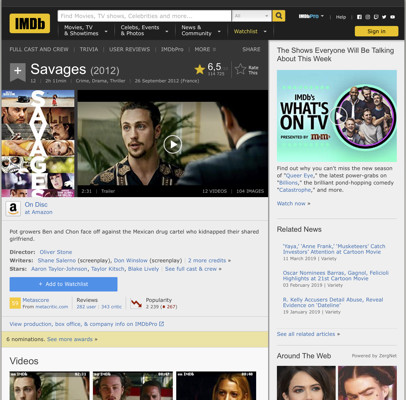 IMDb
Find Movies, TV shows, Celebrities and more...
All
IMDbPro
Help
Movies, TV
& Showtimes
Celebs, Events
& Photos
News &
Community
Watchlist
Sign in
FULL CAST AND CREW | TRIVIA | USER REVIEWS | IMDbPro | MORE
SHARE
Savages (2012)
6,5
Rate
This
12 | 2h 11min | Crime, Drama, Thriller | 26 September 2012 (France)
SAVAGES
2:31 | Trailer
12 VIDEOS | 104 IMAGES
On Disc
at Amazon
Pot growers Ben and Chon face off against the Mexican drug cartel who kidnapped their shared
girlfriend.
Director: Oliver Stone
Writers: Shane Salerno (screenplay), Don Winslow (screenplay) | 2 more credits »
Stars: Aaron Taylor-Johnson, Taylor Kitsch, Blake Lively | See full cast & crew »
+ Add to Watchlist
Metascore
From metacritic.com
Reviews
282 user | 343 critic
Popularity
2 239 ( 267)
View production, box office, & company info on IMDbPro
6 nominations. See more awards »
Videos
The Shows Everyone Will Be Talking
About This Week
IMDb's
WHAT'S
ON TV
PRESENTED BY
Find out why you can't miss the new season
of "Queer Eye," the latest power-grabs on
"Billions," the brilliant pond-hopping comedy
"Catastrophe," and more.
Watch now »
Related News
'Yaya,' 'Anne Frank,' 'Musketeers' Catch
Investors' Attention at Cartoon Movie
11 March 2019 | Variety
Oscar Nominees Barras, Gagnol, Felicioli
Highlights at 21st Cartoon Movie
03 February 2019 | Variety
R. Kelly Accusers Detail Abuse, Reveal
Evidence on 'Dateline'
19 January 2019 | Variety
See all related articles »
Around The Web
Powered by ZergNet